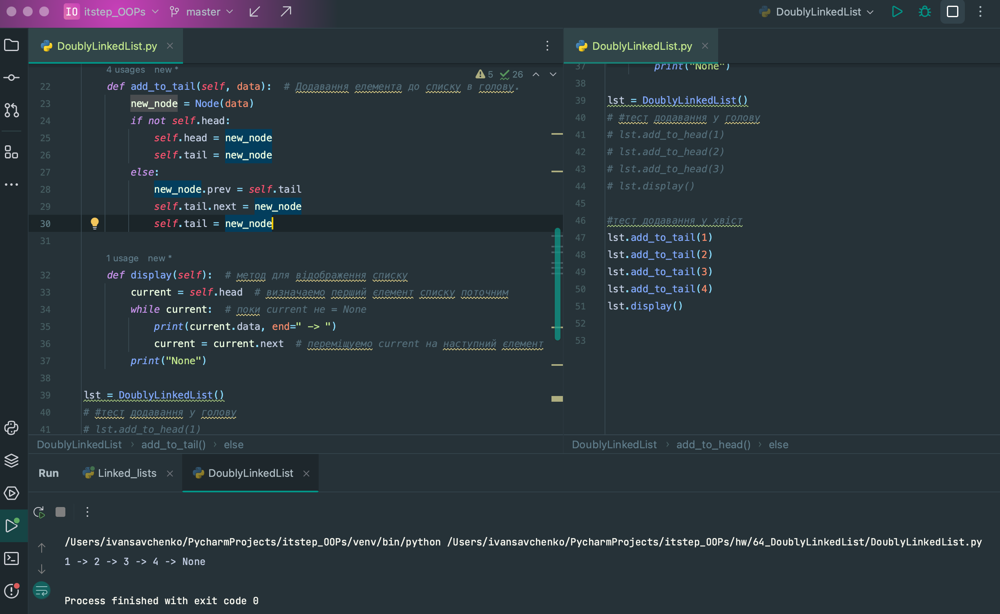 IO itstep_OOPs master DoublyLinkedList
DoublyLinkedList.py
4 usages new *
5 26
22 def add_to_tail(self, data): # Додавання елемента до списку в голову.
23 new_node = Node(data)
24 if not self.head:
25 self.head = new_node
26 self.tail = new_node
27 else:
28 new_node.prev = self.tail
29 self.tail.next = new_node
30 self.tail = new_node
31
1 usage new *
32 def display(self): # метод для відображення списку
33 current = self.head # визначаемо перший єлемент списку поточним
34 while current: # поки current не = None
35 print(current.data, end=" -> ")
36 current = current.next # переміщуемо current на наступний єлемент
37 print("None")
38
39 lst = DoublyLinkedList()
40 # #тест додавання у голову
41 # lst.add_to_head(1)
DoublyLinkedList › add_to_tail() › else
DoublyLinkedList.py
37 print("None")
38
39 lst = DoublyLinkedList()
40 # #тест додавання у голову
41 # lst.add_to_head(1)
42 # lst.add_to_head(2)
43 # lst.add_to_head(3)
44 # lst.display()
45
46 #тест додавання у хвіст
47 lst.add_to_tail(1)
48 lst.add_to_tail(2)
49 lst.add_to_tail(3)
50 lst.add_to_tail(4)
51 lst.display()
52
53
DoublyLinkedList › add_to_head() › else
Run Linked_lists DoublyLinkedList
/Users/ivansavchenko/PycharmProjects/itstep_OOPs/venv/bin/python /Users/ivansavchenko/PycharmProjects/itstep_OOPs/hw/64_DoublyLinkedList/DoublyLinkedList.py
1 -> 2 -> 3 -> 4 -> None
Process finished with exit code 0